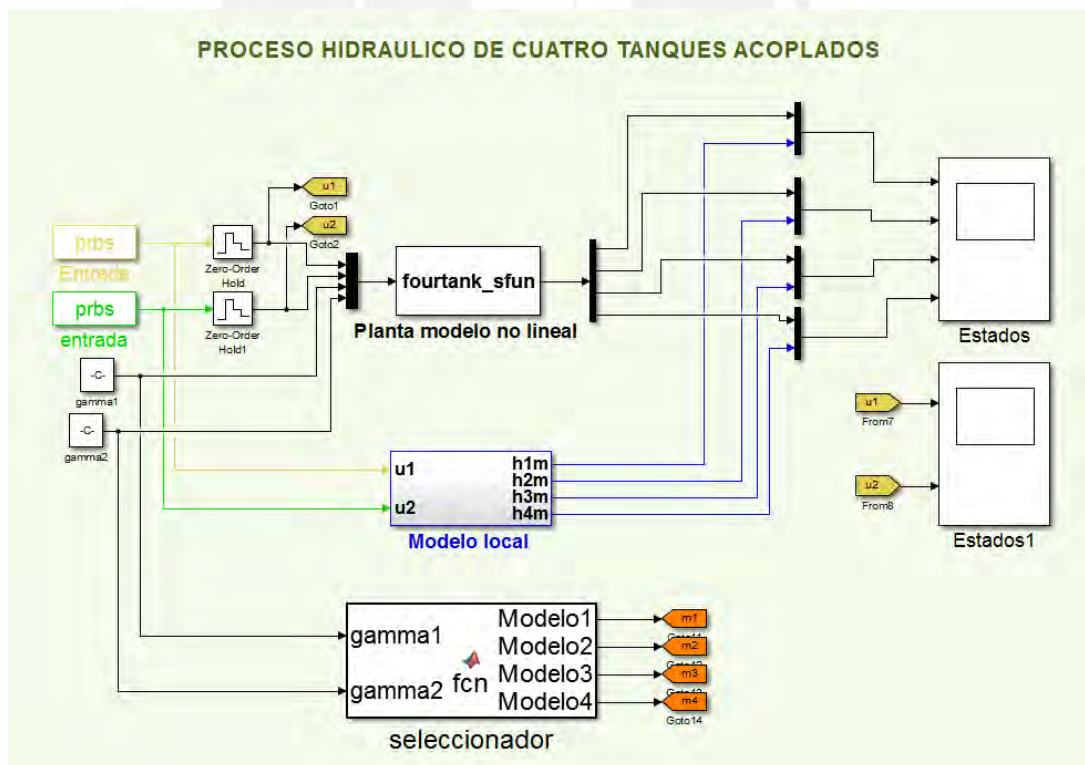 PROCESO HIDRAULICO DE CUATRO TANQUES ACOPLADOS
u1
Goto1
u2
Goto2
prbs
Entrada
Zero-Order
Hold
prbs
entrada
Zero-Order
Hold1
-C-
gamma1
-C-
gamma2
fourtank_sfun
Planta modelo no lineal
Estados
u1
From7
u2
From8
Estados1
u1
u2
h1m
h2m
h3m
h4m
Modelo local
gamma1
gamma2
fcn
Modelo1
Modelo2
Modelo3
Modelo4
seleccionador
m1
m2
m3
m4
Goto14